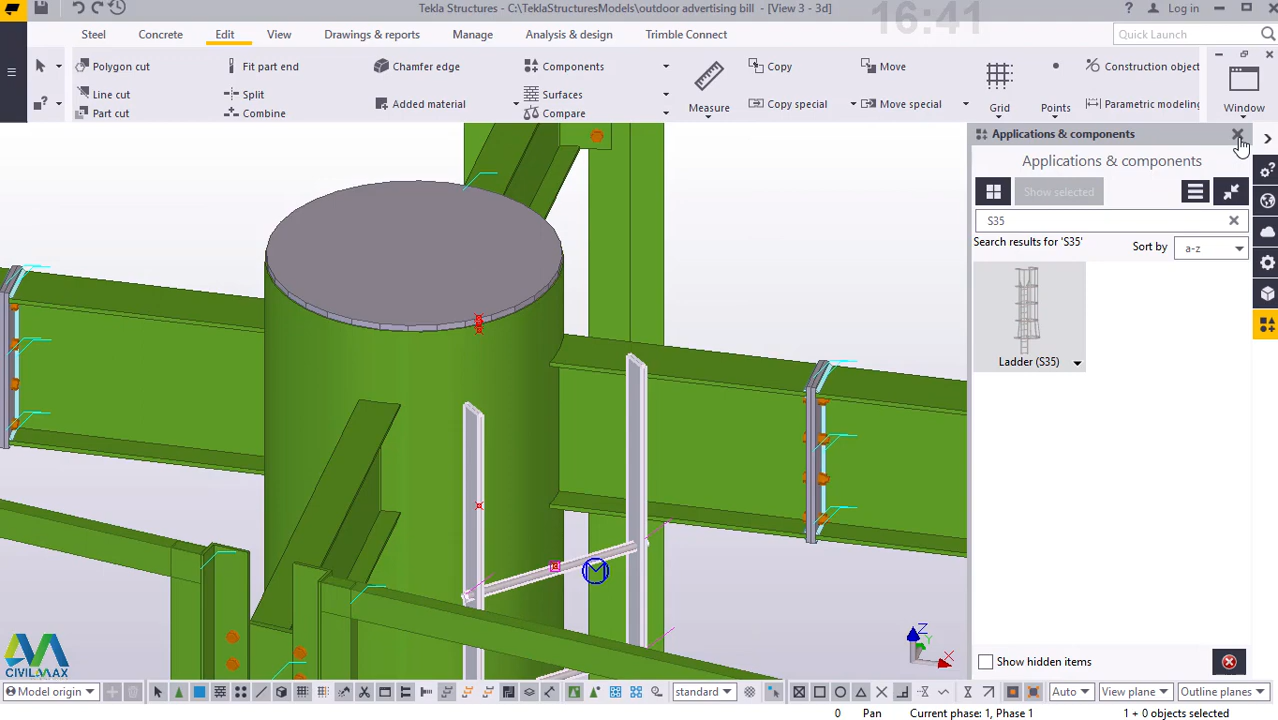 Tekla Structures - C:\TeklaStructuresModels\outdoor advertising bill - [View 3 - 3d]
16:41
Log in
Steel Concrete Edit View Drawings & reports Manage Analysis & design Trimble Connect Quick Launch
Polygon cut Fit part end Chamfer edge Components Copy Move Construction object
Line cut Split Added material Surfaces Measure Copy special Move special Grid Points Parametric modeling Window
Part cut Combine Compare
Applications & components
Applications & components
Show selected
S35
Search results for 'S35' Sort by a-z
Ladder (S35)
Z
Y
X
CIVILMAX
Show hidden items
Model origin standard Auto View plane Outline planes
0 Pan Current phase: 1, Phase 1 1 + 0 objects selected